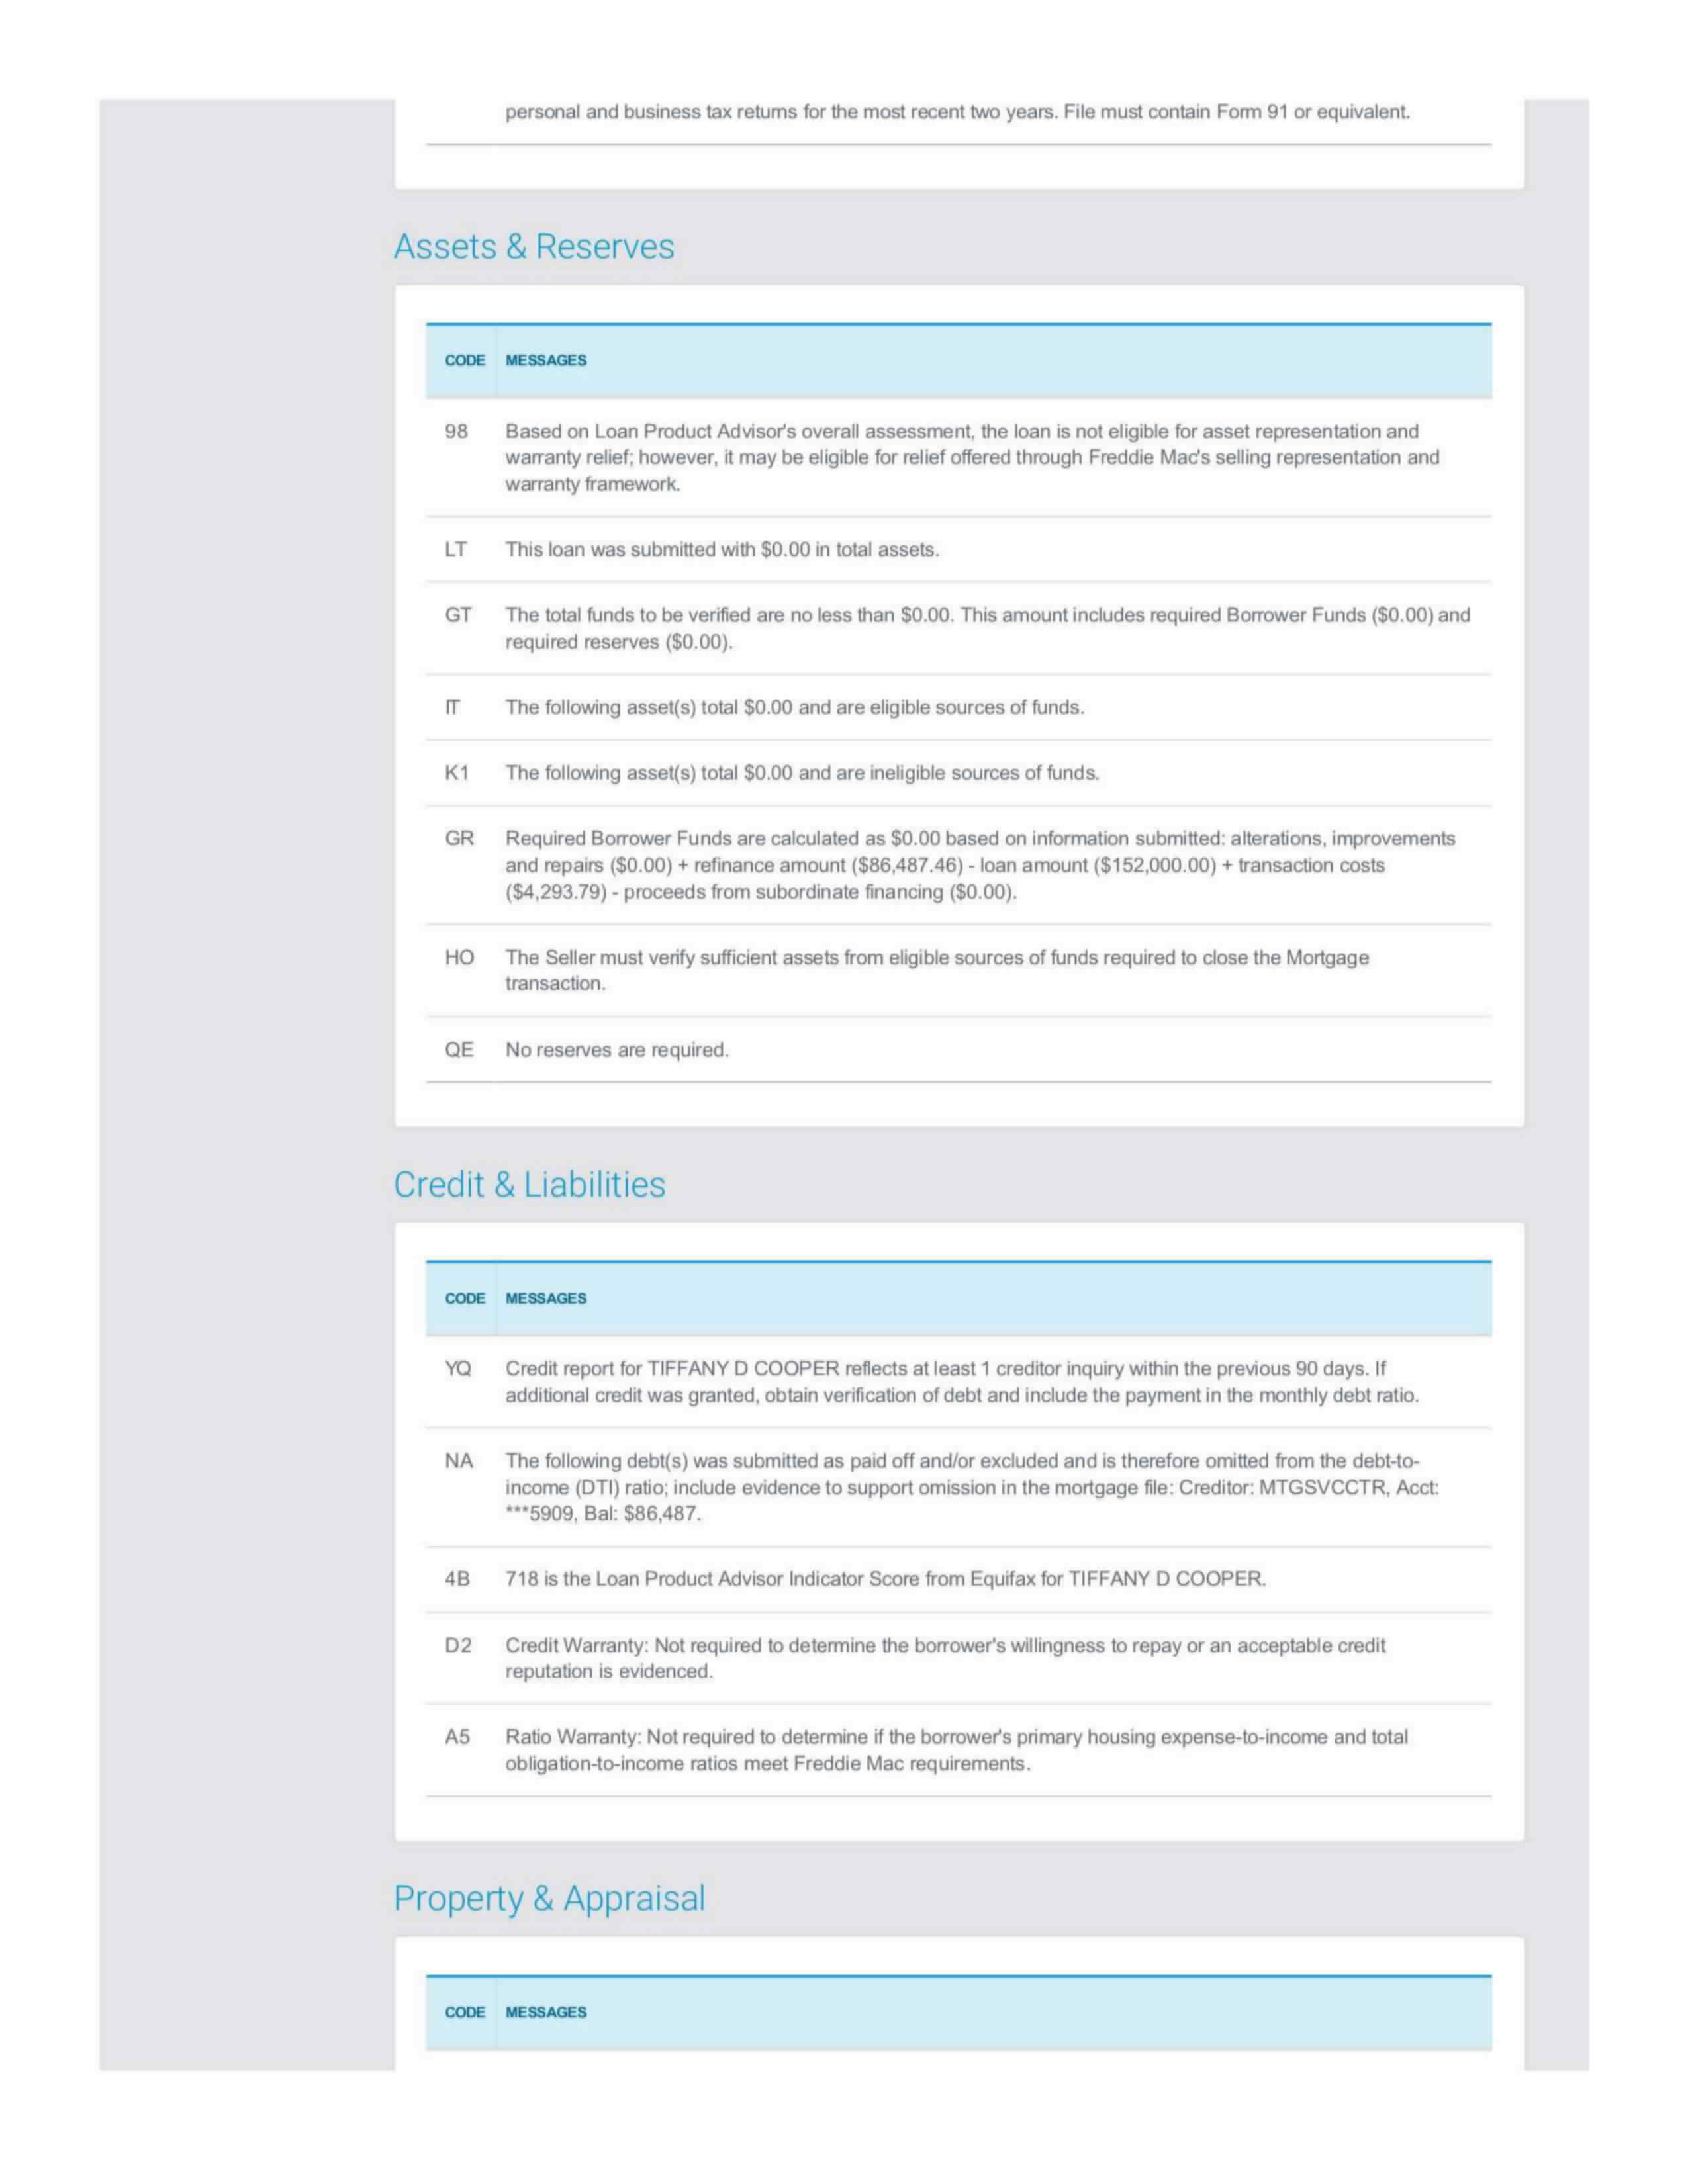 personal and business tax returns for the most recent two years. File must contain Form 91 or equivalent.
Assets & Reserves
CODE MESSAGES
98 Based on Loan Product Advisor's overall assessment, the loan is not eligible for asset representation and
warranty relief; however, it may be eligible for relief offered through Freddie Mac's selling representation and
warranty framework.
LT This loan was submitted with $0.00 in total assets.
GT The total funds to be verified are no less than $0.00. This amount includes required Borrower Funds ($0.00) and
required reserves ($0.00).
IT The following asset(s) total $0.00 and are eligible sources of funds.
K1 The following asset(s) total $0.00 and are ineligible sources of funds.
GR Required Borrower Funds are calculated as $0.00 based on information submitted: alterations, improvements
and repairs ($0.00) + refinance amount ($86,487.46) - loan amount ($152,000.00) + transaction costs
($4,293.79) - proceeds from subordinate financing ($0.00).
HO The Seller must verify sufficient assets from eligible sources of funds required to close the Mortgage
transaction.
QE No reserves are required.
Credit & Liabilities
CODE MESSAGES
YQ Credit report for TIFFANY D COOPER reflects at least 1 creditor inquiry within the previous 90 days. If
additional credit was granted, obtain verification of debt and include the payment in the monthly debt ratio.
NA The following debt(s) was submitted as paid off and/or excluded and is therefore omitted from the debt-to-
income (DTI) ratio; include evidence to support omission in the mortgage file: Creditor: MTGSVCCTR, Acct:
***5909, Bal: $86,487.
4B 718 is the Loan Product Advisor Indicator Score from Equifax for TIFFANY D COOPER.
D2 Credit Warranty: Not required to determine the borrower's willingness to repay or an acceptable credit
reputation is evidenced.
A5 Ratio Warranty: Not required to determine if the borrower's primary housing expense-to-income and total
obligation-to-income ratios meet Freddie Mac requirements.
Property & Appraisal
CODE MESSAGES